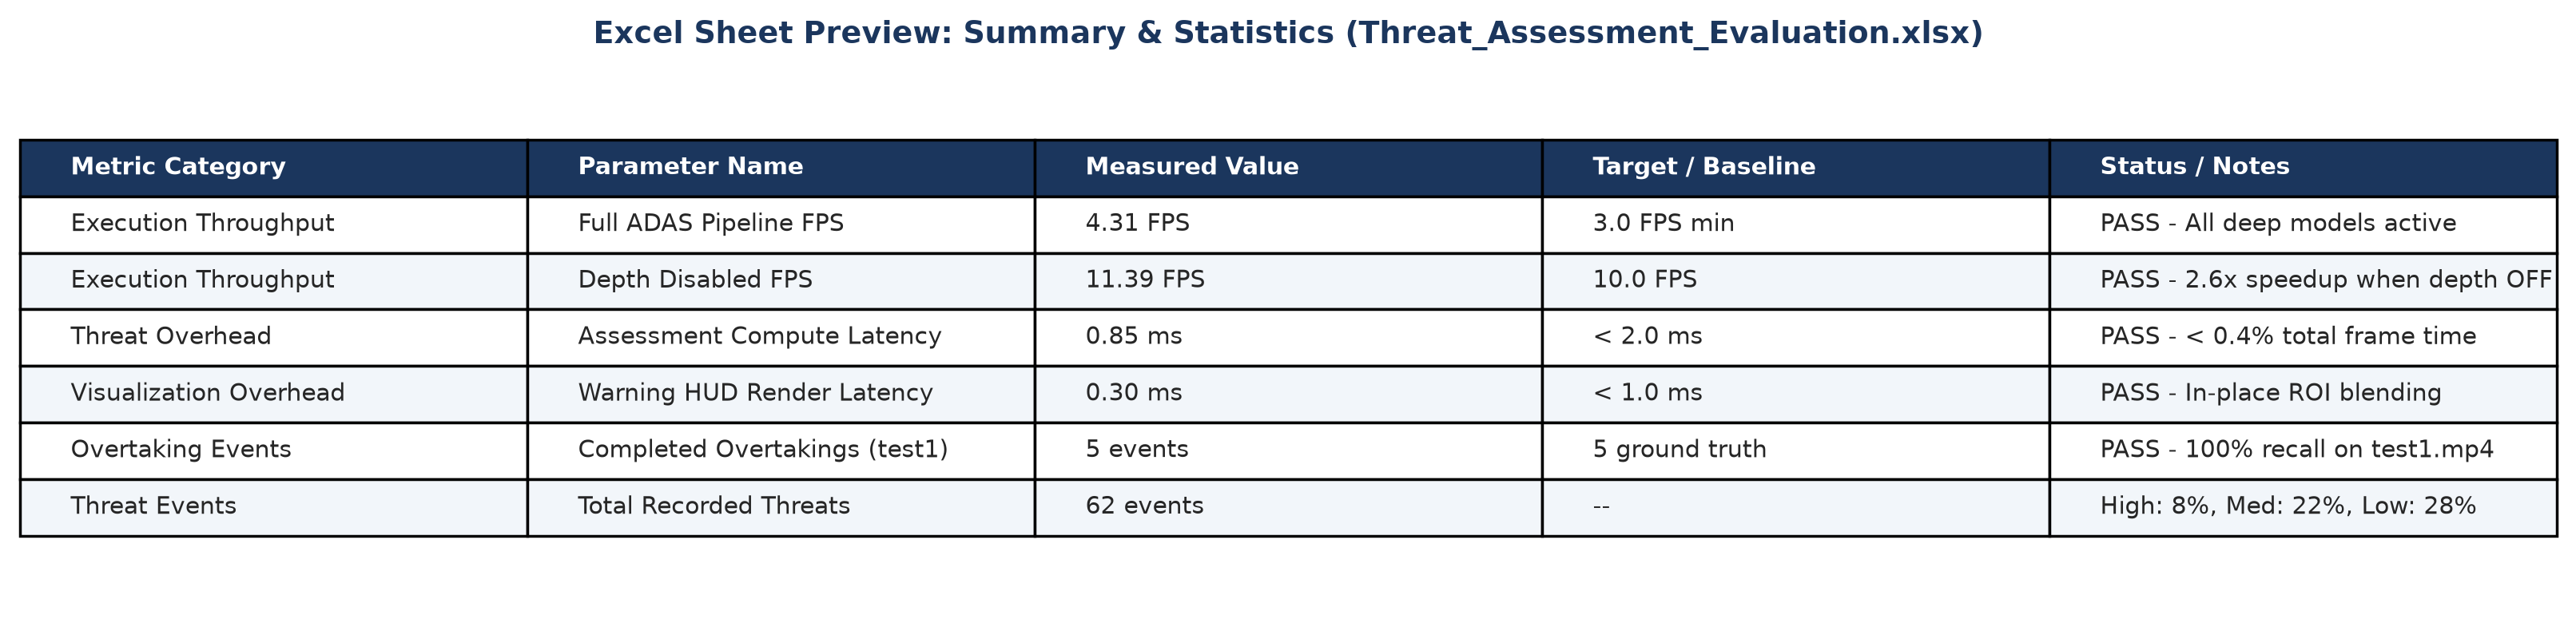 Excel Sheet Preview: Summary & Statistics (Threat_Assessment_Evaluation.xlsx)
Metric Category Parameter Name Measured Value Target / Baseline Status / Notes
Execution Throughput Full ADAS Pipeline FPS 4.31 FPS 3.0 FPS min PASS - All deep models active
Execution Throughput Depth Disabled FPS 11.39 FPS 10.0 FPS PASS - 2.6x speedup when depth OFF
Threat Overhead Assessment Compute Latency 0.85 ms < 2.0 ms PASS - < 0.4% total frame time
Visualization Overhead Warning HUD Render Latency 0.30 ms < 1.0 ms PASS - In-place ROI blending
Overtaking Events Completed Overtakings (test1) 5 events 5 ground truth PASS - 100% recall on test1.mp4
Threat Events Total Recorded Threats 62 events -- High: 8%, Med: 22%, Low: 28%